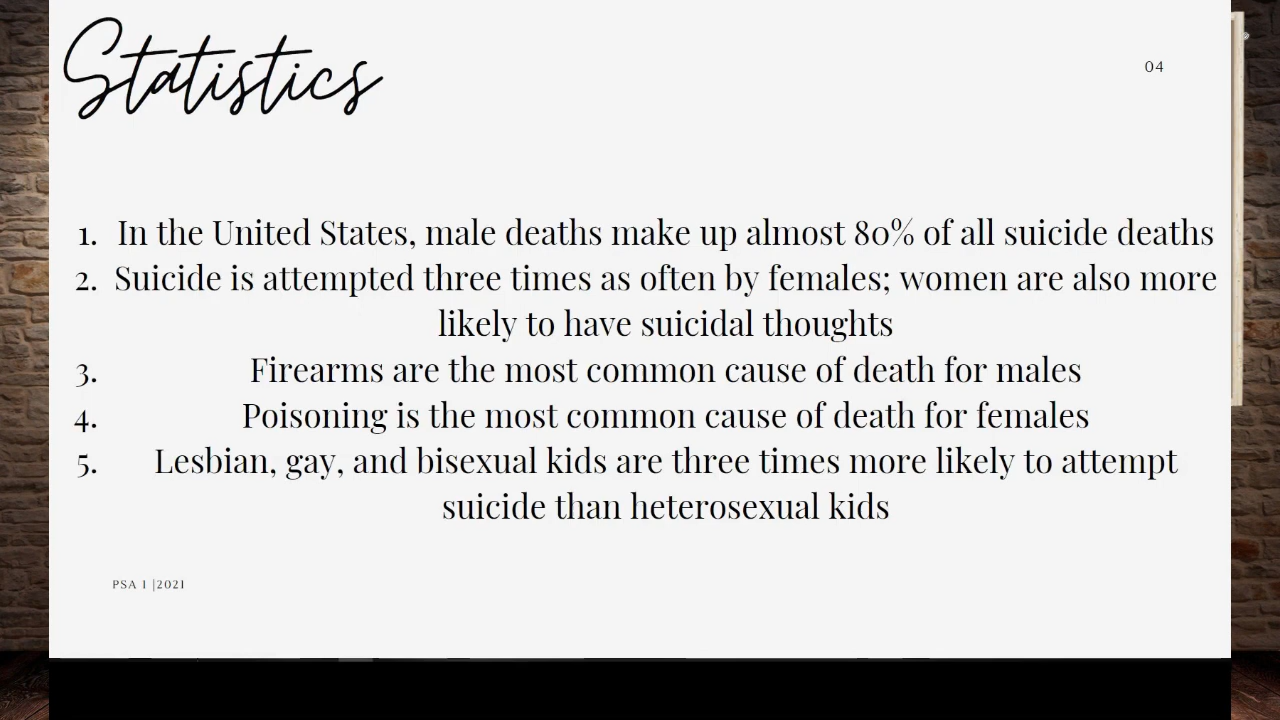 Statistics
04
1. In the United States, male deaths make up almost 80% of all suicide deaths
2. Suicide is attempted three times as often by females; women are also more
likely to have suicidal thoughts
3. Firearms are the most common cause of death for males
4. Poisoning is the most common cause of death for females
5. Lesbian, gay, and bisexual kids are three times more likely to attempt
suicide than heterosexual kids
PSA 1 |2021